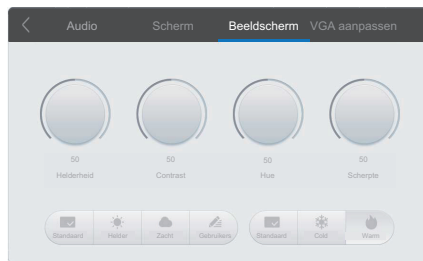 Audio Scherm Beeldscherm VGA aanpassen
50 50 50 50
Helderheid Contrast Hue Scherpte
Standaard Helder Zacht Gebruikers Standaard Cold Warm